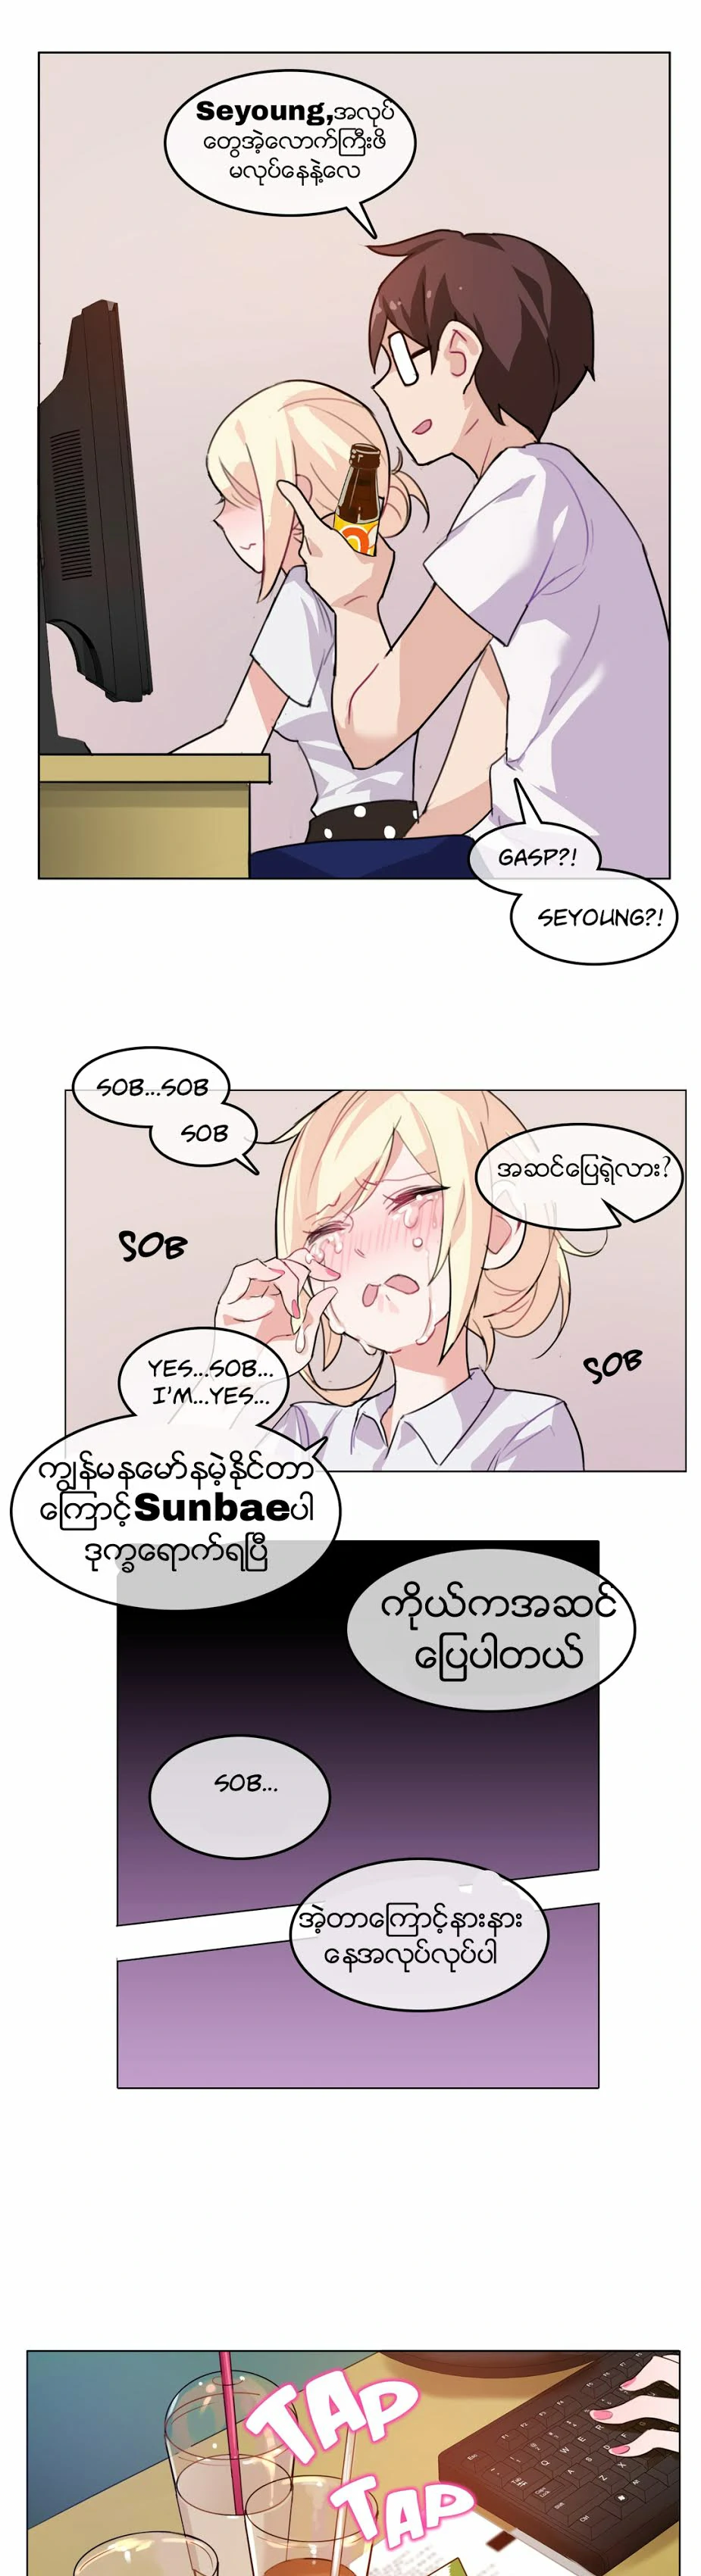 Seyoung,အလုပ်
တွေအဲ့လောက်ကြီးဖိ
မလုပ်နေနဲ့လေ
GASP?!
SEYOUNG?!
SOB...SOB
SOB
အဆင်ပြေရဲ့လား?
SOB
SOB
YES...SOB...
I'M...YES...
ကျွန်မနမော်နမဲ့နိုင်တာ
ကြောင့်Sunbaeပါ
ဒုက္ခရောက်ရပြီ
ကိုယ်ကအဆင်
ပြေပါတယ်
SOB...
အဲ့တာကြောင့်နားနား
နေအလုပ်လုပ်ပါ
TAP
TAP